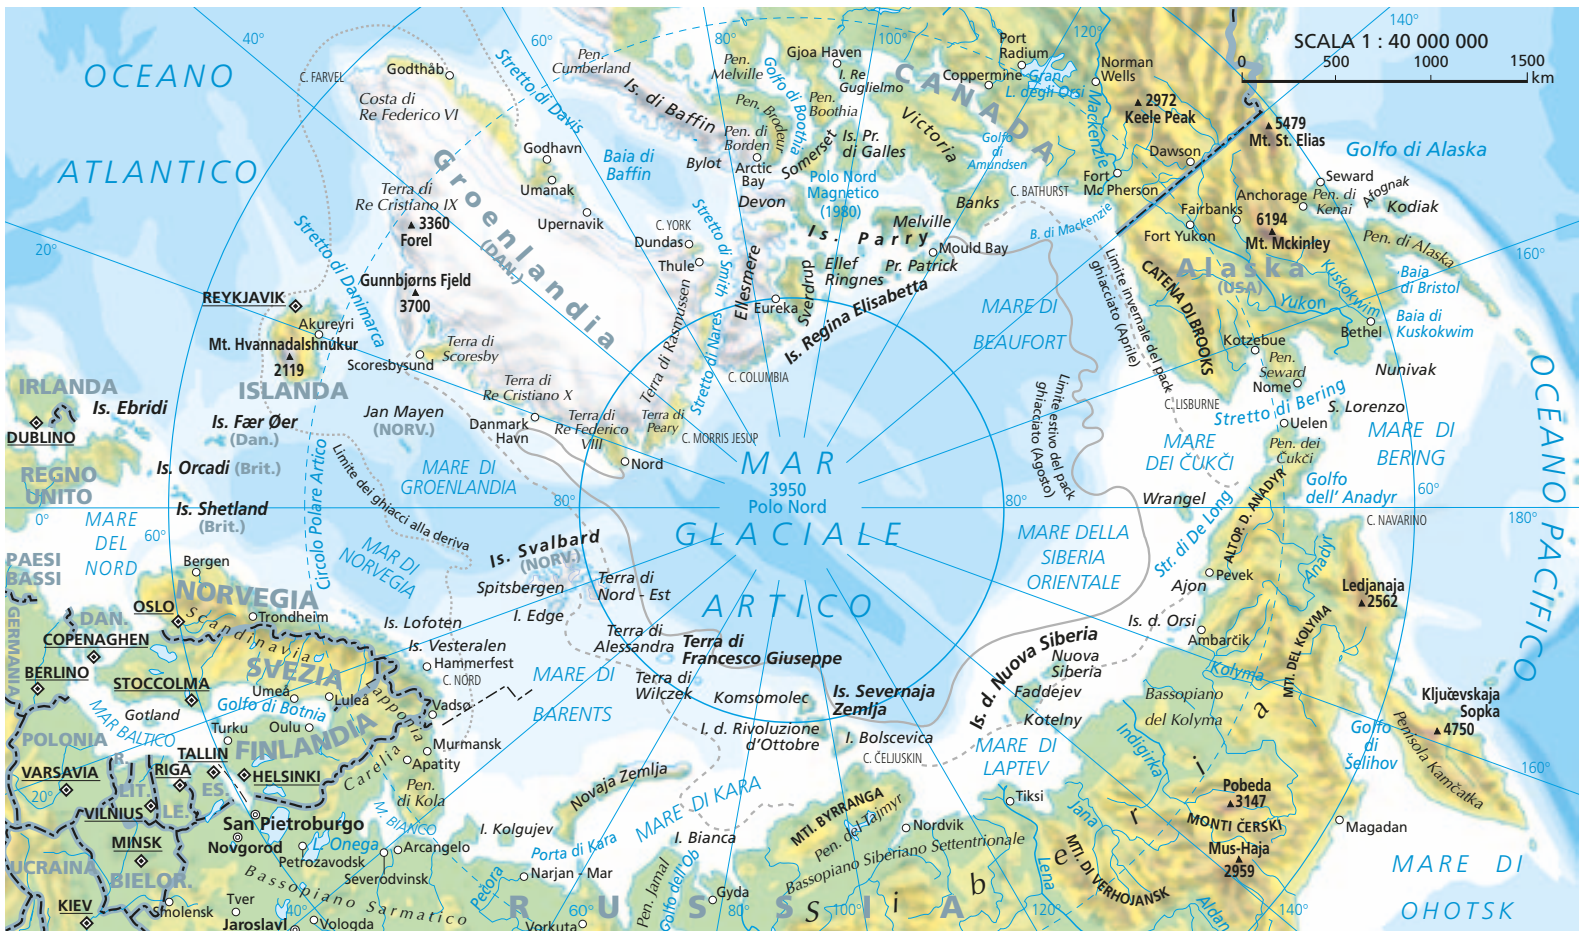 40°
60°
80°
100°
120°
140°
SCALA 1 : 40 000 000
0
500
1000
1500
km
OCEANO
ATLANTICO
C. FARVEL
Godthåb
Costa di
Re Federico VI
Stretto di Davis
Pen.
Cumberland
Is. di Baffin
Pen.
Melville
Golfo di Boothia
Gjoa Haven
I. Re
Guglielmo
Pen.
Boothia
Pen. Brodeur
Pen. di
Borden
CANADA
Port
Radium
Coppermine
Gran
L. degli Orsi
Norman
Wells
Mackenzie
2972
Keele Peak
5479
Mt. St. Elias
Golfo di Alaska
Godhavn
Umanak
Upernavik
Baia di
Baffin
Bylot
Arctic
Bay
Somerset
Is. Pr.
di Galles
Victoria
Golfo
di
Amundsen
Polo Nord
Magnetico
(1980)
Devon
Banks
C. BATHURST
Fort
Mc Pherson
Dawson
Anchorage
Seward
Pen. di
Kenai
Afognak
Kodiak
Fairbanks
6194
Mt. Mckinley
Fort Yukon
B. di Mackenzie
Alaska
(USA)
Pen. di Alaska
160°
Groenlandia
(DAN.)
Terra di
Re Cristiano IX
3360
Forel
Gunnbjørns Fjeld
3700
20°
Stretto di Danimarca
C. YORK
Dundas
Thule
Stretto di Smith
Ellesmere
Eureka
Sverdrup
Is. Parry
Melville
Mould Bay
Ellef
Ringnes
Pr. Patrick
Is. Regina Elisabetta
MARE DI
BEAUFORT
Limite invernale del pack
ghiacciato (Aprile)
CATENA DI BROOKS
Yukon
Kuskokwim
Baia
di Bristol
Baia di
Kuskokwim
Bethel
Kotzebue
Pen.
Seward
Nome
Nunivak
REYKJAVIK
Akureyri
Mt. Hvannadalshnukur
2119
ISLANDA
Scoresbysund
Terra di
Scoresby
Terra di Rasmussen
Stretto di Nares
C. COLUMBIA
Terra di
Re Cristiano X
Danmark
Havn
Terra di
Re Federico
VIII
Terra di
Peary
C. MORRIS JESUP
Nord
Limite estivo del pack
ghiacciato (Agosto)
C. LISBURNE
Stretto di Bering
S. Lorenzo
Uelen
IRLANDA
DUBLINO
Is. Ebridi
Is. Fær Øer
(Dan.)
Jan Mayen
(NORV.)
REGNO
UNITO
Is. Orcadi (Brit.)
Is. Shetland
(Brit.)
0°
MARE
DEL
NORD
60°
Circolo Polare Artico
Limite dei ghiacci alla deriva
MARE DI
GROENLANDIA
80°
MAR
3950
Polo Nord
GLACIALE
ARTICO
80°
MARE
DEI ČUKČI
Pen. dei
Čukči
MARE DI
BERING
Golfo
dell' Anadyr
60°
C. NAVARINO
180°
OCEANO PACIFICO
Wrangel
Str. di De Long
ALTOP. D. ANADYR
Anadyr
MARE DELLA
SIBERIA
ORIENTALE
PAESI
BASSI
Bergen
NORVEGIA
MAR DI
NORVEGIA
Is. Svalbard
(NORV.)
Spitsbergen
Terra di
Nord - Est
I. Edge
Ajon
Pevek
Ledjanaja
2562
GERMANIA
DAN.
OSLO
Trondheim
Scandinavia
COPENAGHEN
BERLINO
STOCCOLMA
SVEZIA
Is. Lofoten
Is. Vesteralen
Hammerfest
C. NORD
Terra di
Alessandra
Terra di
Francesco Giuseppe
Terra di
Wilczek
Is. d. Orsi
Ambarčik
Kolyma
MTI. DEL KOLYMA
Is. d. Nuova Siberia
Nuova
Siberia
Faddejev
Kotelny
Bassopiano
del Kolyma
Umeå
Luleå
Golfo di Botnia
Lapponia
Vadsø
MARE DI
BARENTS
Komsomolec
Is. Severnaja
Zemlja
I. d. Rivoluzione
d'Ottobre
I. Bolscevica
C. ČELJUSKIN
MARE DI
LAPTEV
Ključevskaja
Sopka
4750
Golfo
di
Šelihov
Penisola Kamčatka
160°
Gotland
MAR BALTICO
Turku
Oulu
FINLANDIA
POLONIA
R.
TALLIN
RIGA
HELSINKI
Carelia
Murmansk
Apatity
Pen.
di Kola
VARSAVIA
20°
LIT.
LE.
ES.
VILNIUS
Novaja Zemlja
MARE DI KARA
Indigirka
Tiksi
Jana
Pobeda
3147
MONTI ČERSKI
Mus-Haja
2959
Magadan
San Pietroburgo
Novgorod
L. Onega
Petrozavodsk
M. BIANCO
Arcangelo
Severodvinsk
I. Kolgujev
Porta di Kara
I. Bianca
MTI. BYRRANGA
Pen. del Tajmyr
Nordvik
Bassopiano Siberiano Settentrionale
MTI. DI VERHOJANSK
MINSK
UCRAINA
BIELOR.
KIEV
Smolensk
Tver
Jaroslavl
40°
Vologda
Bassopiano Sarmatico
Pečora
Narjan - Mar
Vorkuta
60°
Pen. Jamal
Golfo dell'Ob
Gyda
80°
100°
Lena
120°
Aldan
140°
RUSSIA
Siberia
MARE DI
OHOTSK